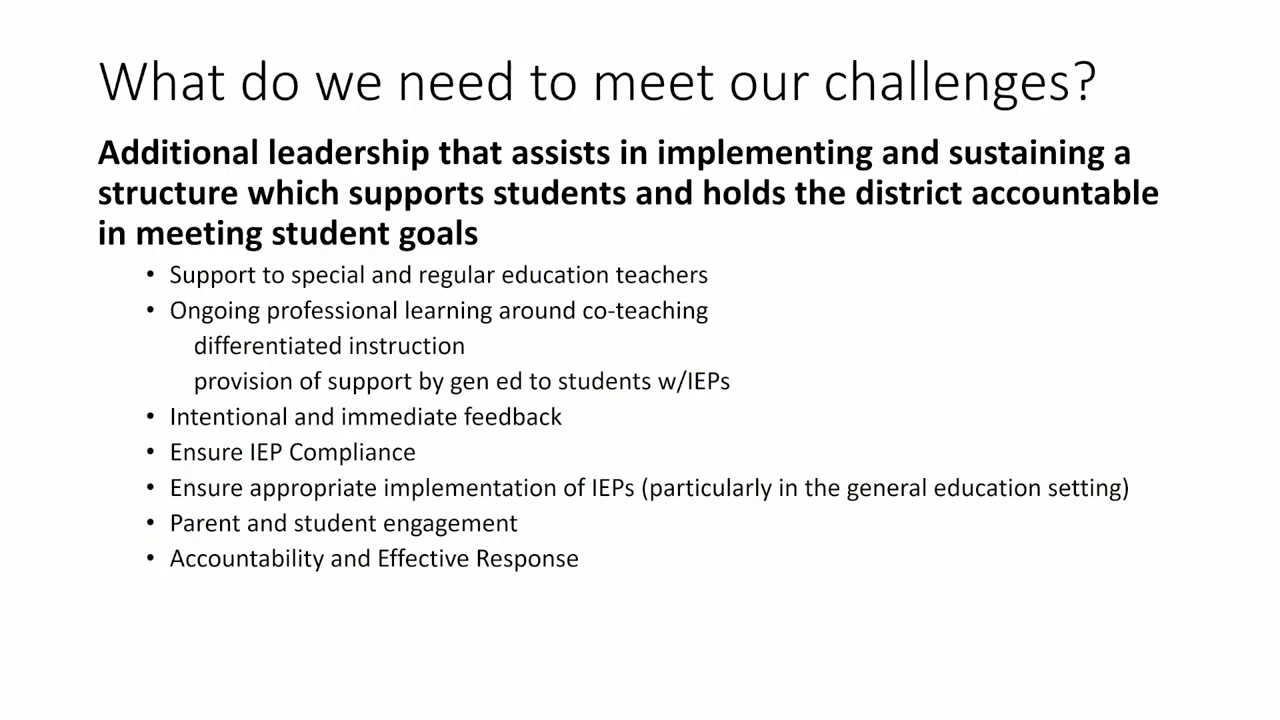 What do we need to meet our challenges?
Additional leadership that assists in implementing and sustaining a
structure which supports students and holds the district accountable
in meeting student goals
• Support to special and regular education teachers
• Ongoing professional learning around co-teaching
differentiated instruction
provision of support by gen ed to students w/IEPs
• Intentional and immediate feedback
• Ensure IEP Compliance
• Ensure appropriate implementation of IEPs (particularly in the general education setting)
• Parent and student engagement
• Accountability and Effective Response